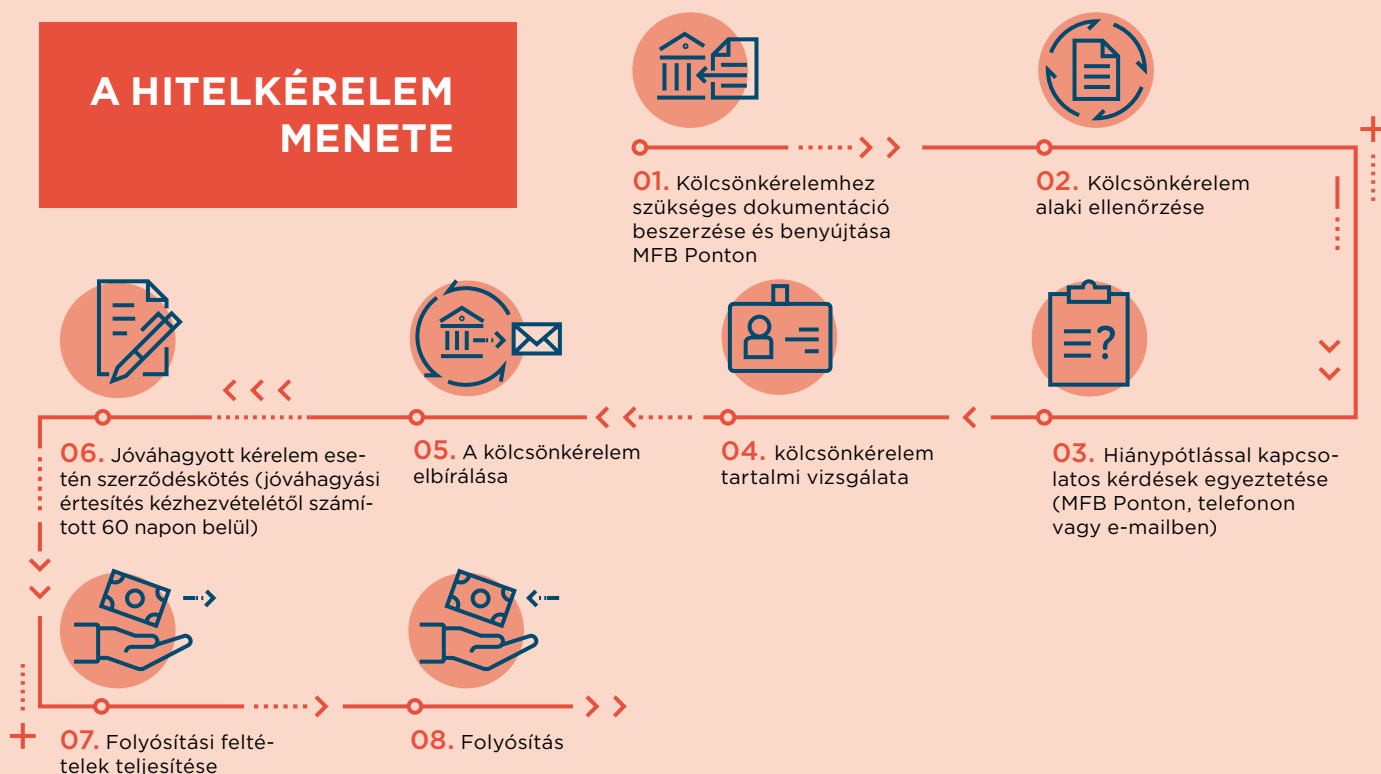 A HITELKÉRELEM
MENETE
01. Kölcsönkérelemhez
szükséges dokumentáció
beszerzése és benyújtása
MFB Ponton
02. Kölcsönkérelem
alaki ellenőrzése
03. Hiánypótlással kapcso-
latos kérdések egyeztetése
(MFB Ponton, telefonon
vagy e-mailben)
04. kölcsönkérelem
tartalmi vizsgálata
05. A kölcsönkérelem
elbírálása
06. Jóváhagyott kérelem ese-
tén szerződéskötés (jóváhagyási
értesítés kézhezvételétől számí-
tott 60 napon belül)
07. Folyósítási felté-
telek teljesítése
08. Folyósítás